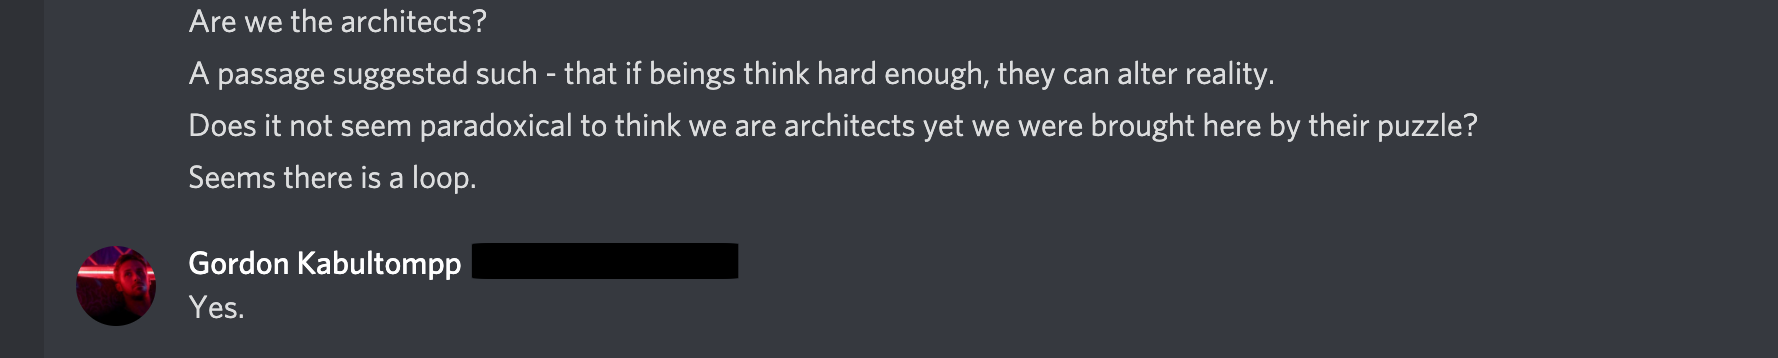 Are we the architects?
A passage suggested such - that if beings think hard enough, they can alter reality.
Does it not seem paradoxical to think we are architects yet we were brought here by their puzzle?
Seems there is a loop.
Gordon Kabultompp
Yes.